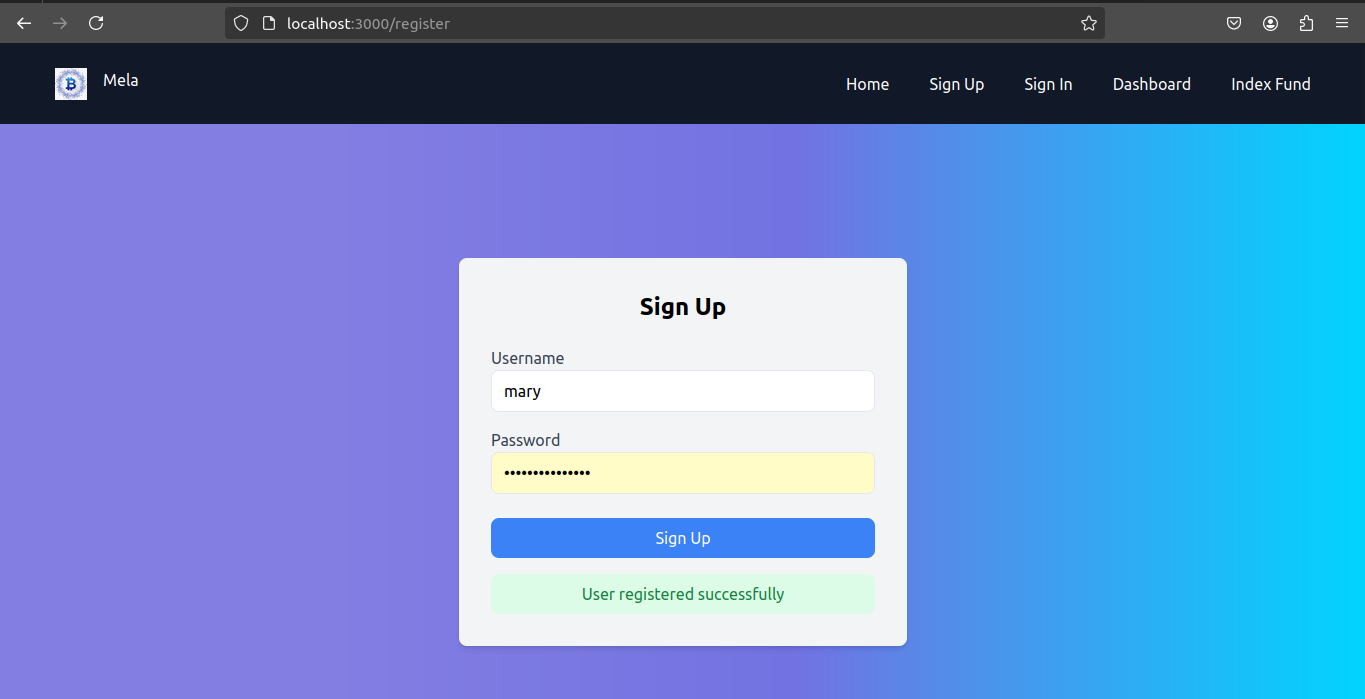 localhost:3000/register
Mela
Home Sign Up Sign In Dashboard Index Fund
Sign Up
Username
mary
Password
•••••••••••••••
Sign Up
User registered successfully